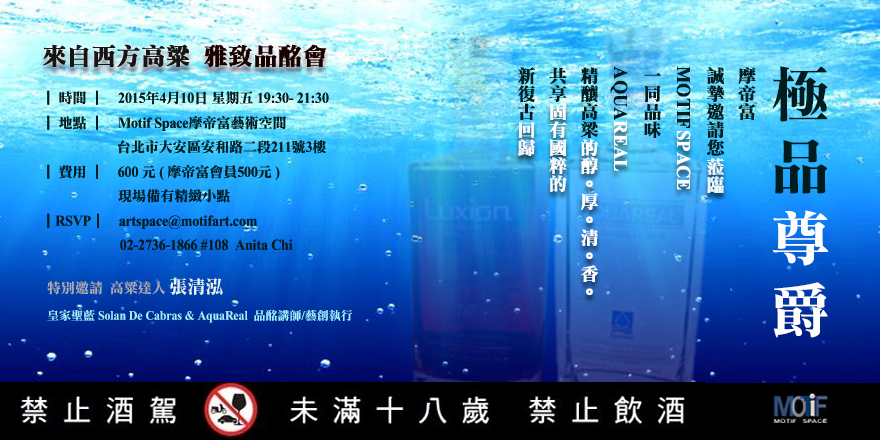 來自西方高粱 雅致品酩會
| 時間 | 2015年4月10日 星期五 19:30- 21:30
| 地點 | Motif Space摩帝富藝術空間
台北市大安區安和路二段211號3樓
| 費用 | 600 元 ( 摩帝富會員500元 )
現場備有精緻小點
| RSVP | artspace@motifart.com
02-2736-1866 #108 Anita Chi
特別邀請 高粱達人 張清泓
皇家聖藍 Solan De Cabras & AquaReal 品酩講師/藝創執行
極品尊爵
摩帝富
誠摯邀請您蒞臨
MOTIF SPACE
一同品味
AQUAREAL
精釀高粱的醇。厚。清。香。
共享固有國粹的
新復古回歸
Luxion
AQUAREAL
禁止酒駕 未滿十八歲 禁止飲酒
MOiF
MOTIF SPACE